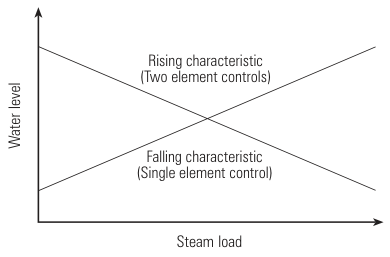 Rising characteristic
(Two element controls)
Water level
Falling characteristic
(Single element control)
Steam load